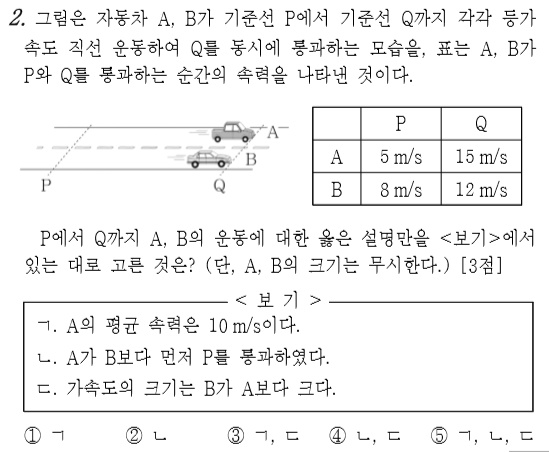 2. 그림은 자동차 A, B가 기준선 P에서 기준선 Q까지 각각 등가
속도 직선 운동하여 Q를 동시에 통과하는 모습을, 표는 A, B가
P와 Q를 통과하는 순간의 속력을 나타낸 것이다.
A
B
P
Q
P Q
A 5 m/s 15 m/s
B 8 m/s 12 m/s
P에서 Q까지 A, B의 운동에 대한 옳은 설명만을 <보기>에서
있는 대로 고른 것은? (단, A, B의 크기는 무시한다.) [3점]
< 보 기 >
ㄱ. A의 평균 속력은 10 m/s이다.
ㄴ. A가 B보다 먼저 P를 통과하였다.
ㄷ. 가속도의 크기는 B가 A보다 크다.
① ㄱ ② ㄴ ③ ㄱ, ㄷ ④ ㄴ, ㄷ ⑤ ㄱ, ㄴ, ㄷ